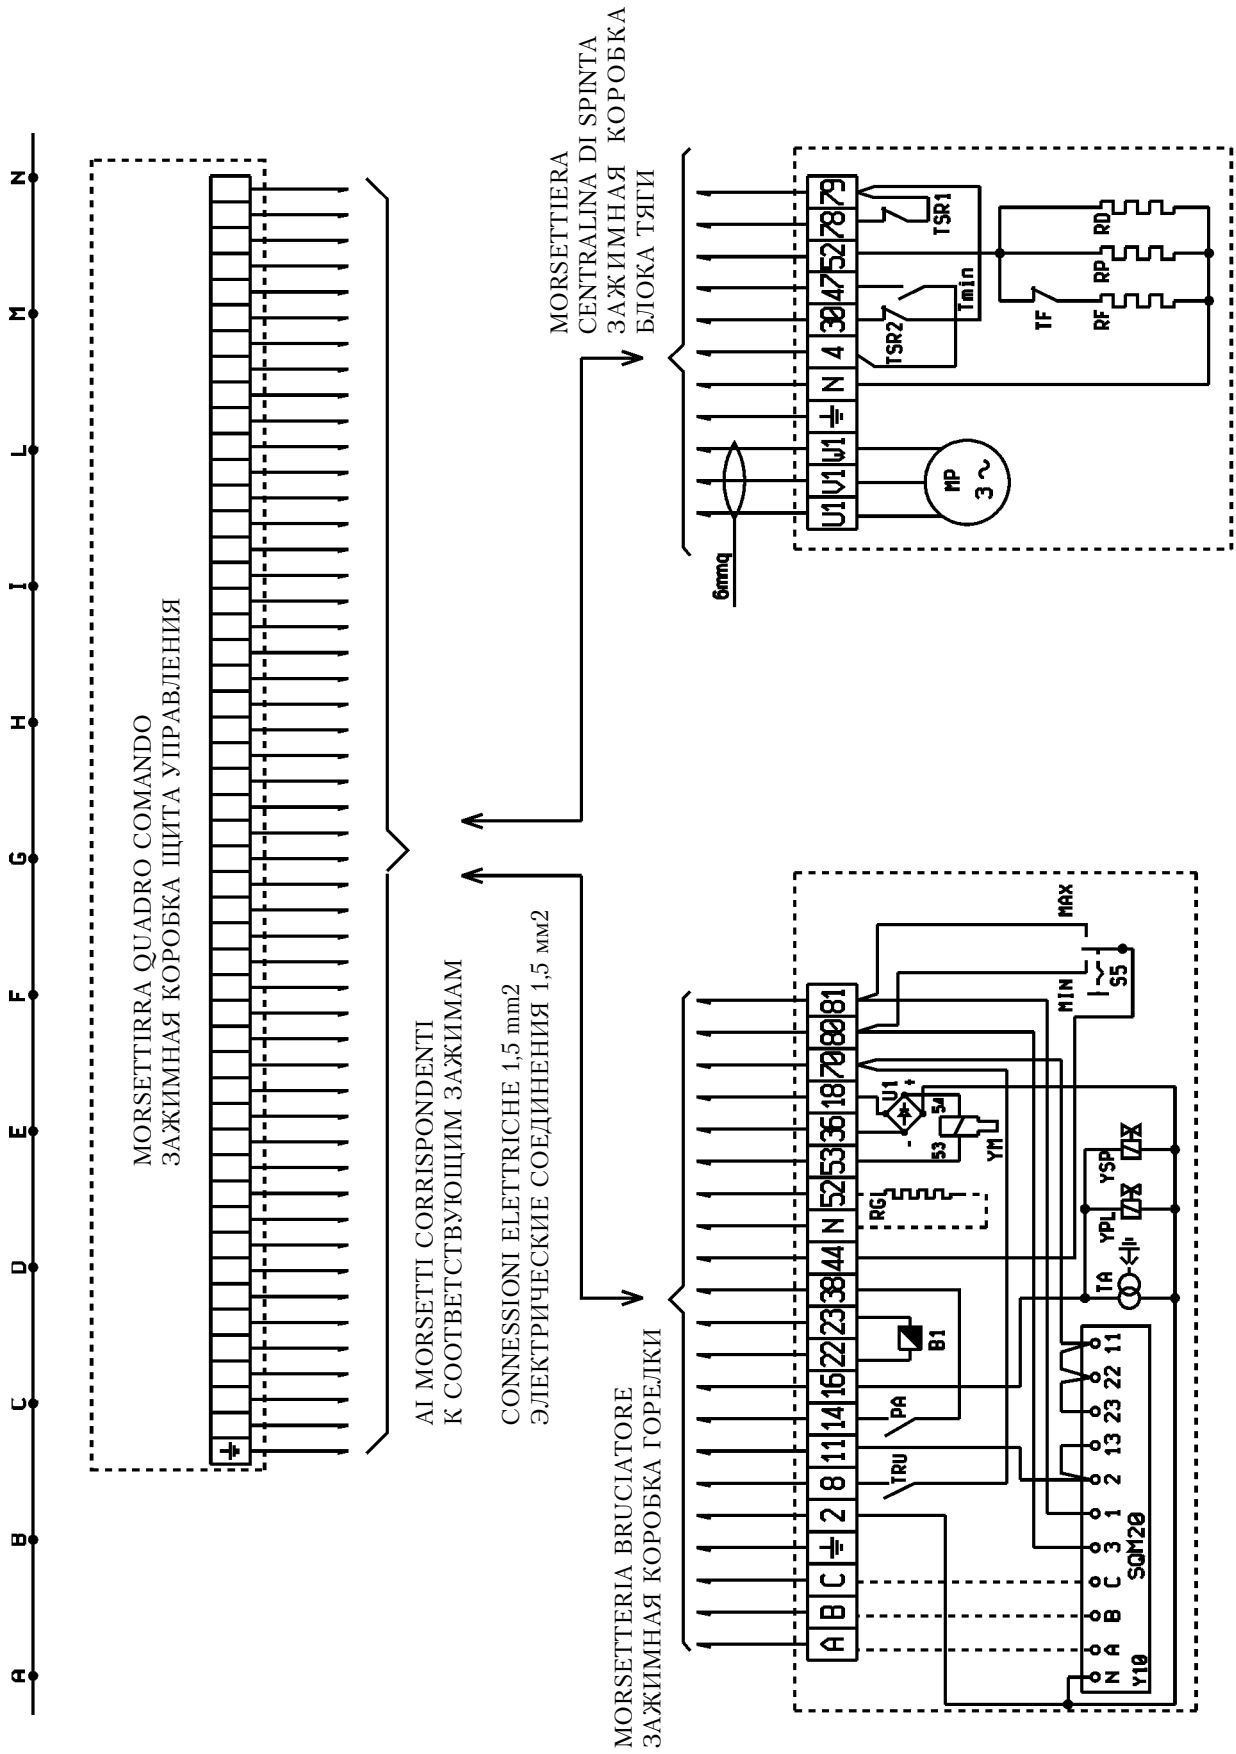 A B C D E F G H I L M N
MORSETTIRRA QUADRO COMANDO
ЗАЖИМНАЯ КОРОБКА ЩИТА УПРАВЛЕНИЯ
AI MORSETTI CORRISPONDENTI
К СООТВЕТСТВУЮЩИМ ЗАЖИМАМ
CONNESSIONI ELETTRICHE 1,5 mm2
ЭЛЕКТРИЧЕСКИЕ СОЕДИНЕНИЯ 1,5 мм2
MORSETTERIA BRUCIATORE
ЗАЖИМНАЯ КОРОБКА ГОРЕЛКИ
A B C 2 8 11 14 16 22 23 38 44 N 52 53 36 18 70 80 81
TRU
PA
B1
RG
U1
+
-
53 54
YM
MIN MAX
S5
TA
YPL
YSP
N A B C 3 1 2 13 23 22 11
Y10
SQM20
MORSETTIERA
CENTRALINA DI SPINTA
ЗАЖИМНАЯ КОРОБКА
БЛОКА ТЯГИ
6mmq
U1 V1 W1 N 4 30 47 52 78 79
MP
3 ~
TSR2
Tmin
TSR1
TF
RF
RP
RD